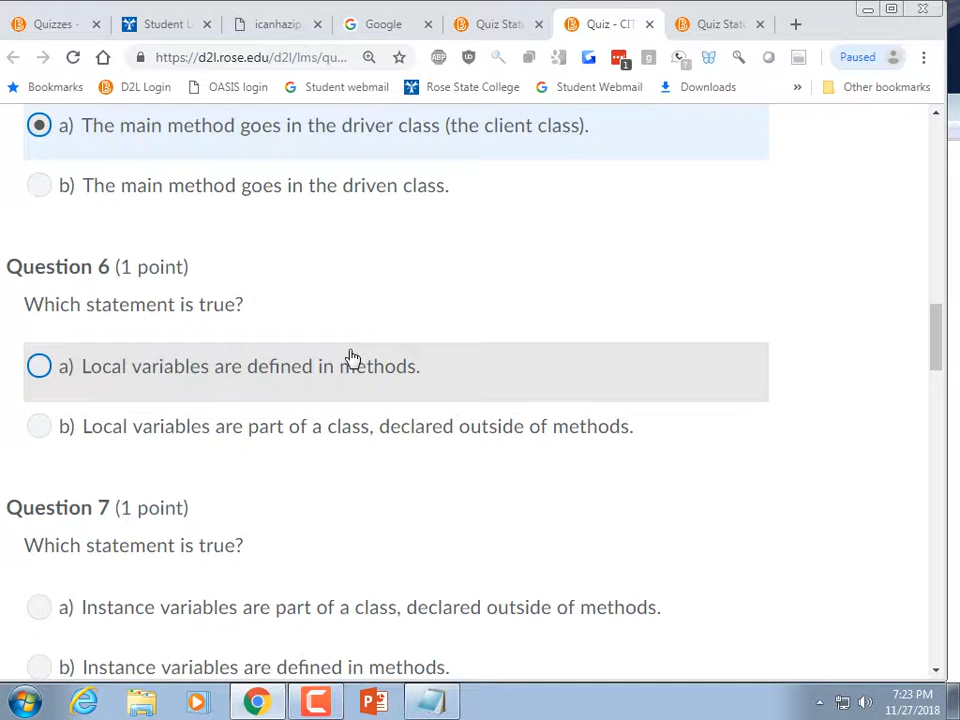 Quizzes -
Student L
icanhazip.
Google
Quiz Stat
Quiz - CIT
Quiz Stat
https://d2l.rose.edu/d2l/lms/qu...
ABP
1
g
?
Paused
Bookmarks
D2L Login
OASIS login
Student webmail
Rose State College
Student Webmail
Downloads
»
Other bookmarks
a) The main method goes in the driver class (the client class).
b) The main method goes in the driven class.
Question 6 (1 point)
Which statement is true?
a) Local variables are defined in methods.
b) Local variables are part of a class, declared outside of methods.
Question 7 (1 point)
Which statement is true?
a) Instance variables are part of a class, declared outside of methods.
b) Instance variables are defined in methods.
7:23 PM
11/27/2018